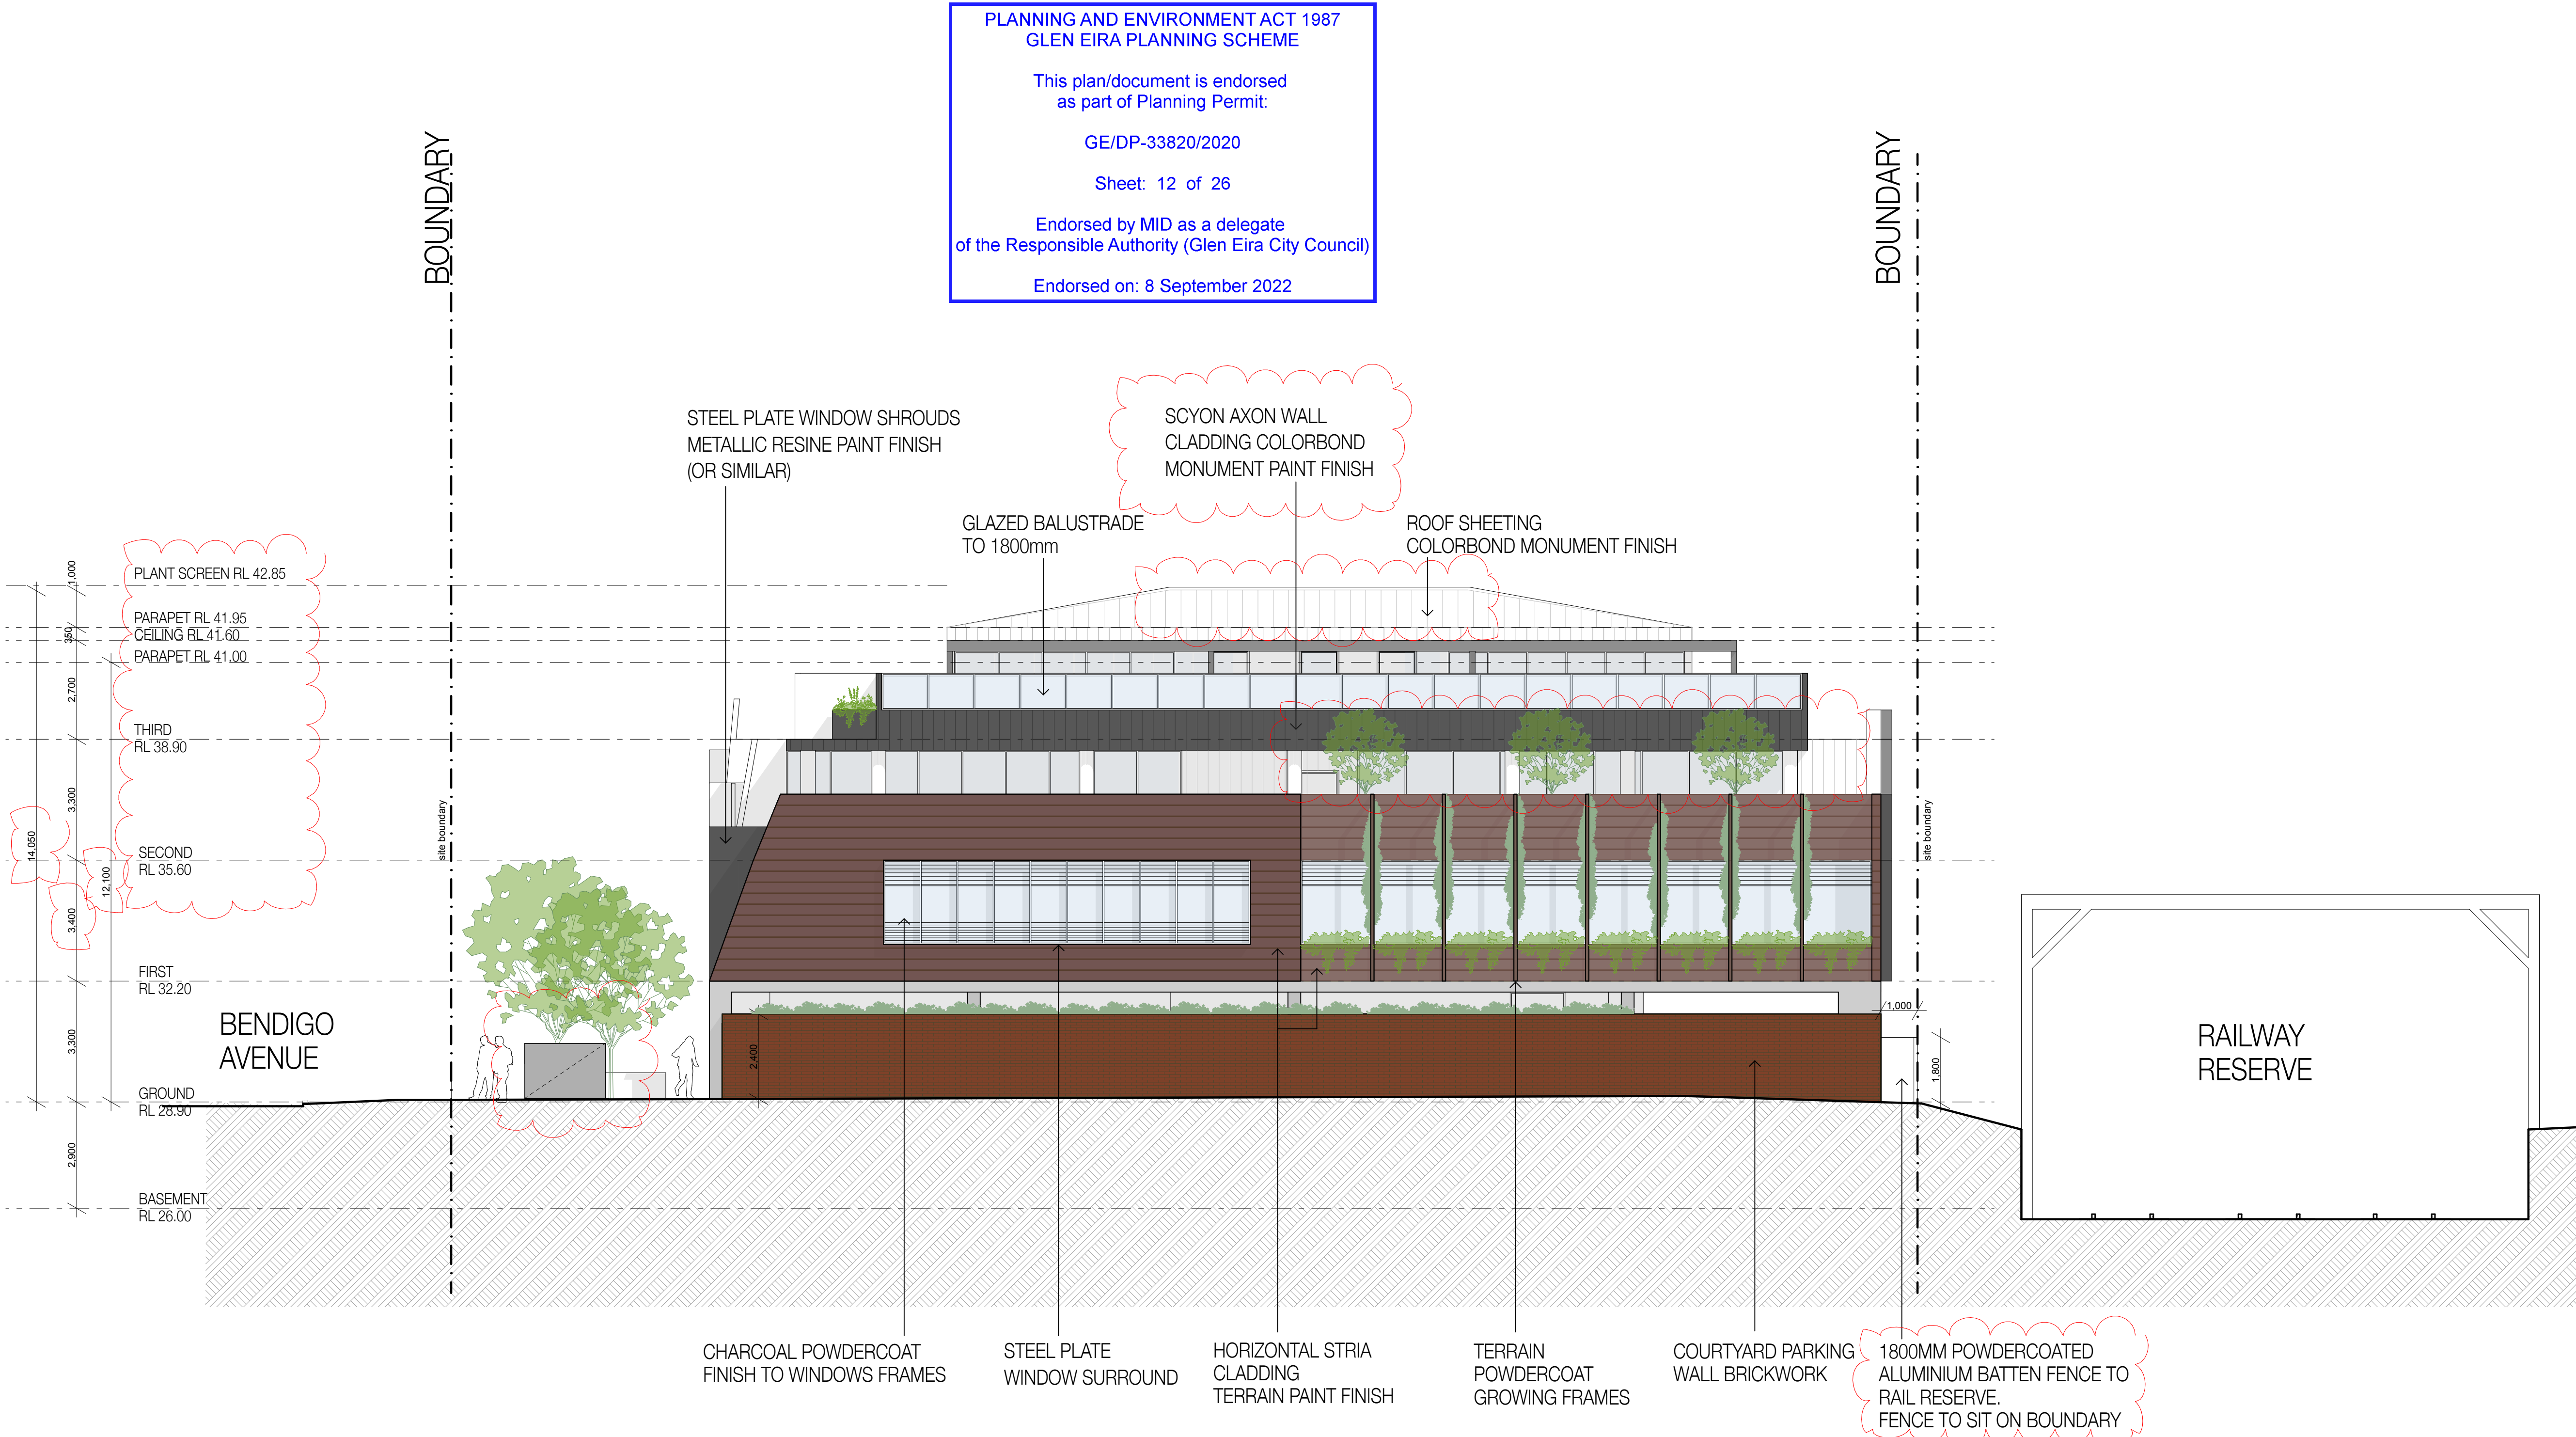 PLANNING AND ENVIRONMENT ACT 1987
GLEN EIRA PLANNING SCHEME
This plan/document is endorsed
as part of Planning Permit:
GE/DP-33820/2020
Sheet: 12 of 26
Endorsed by MID as a delegate
of the Responsible Authority (Glen Eira City Council)
Endorsed on: 8 September 2022
BOUNDARY
BOUNDARY
STEEL PLATE WINDOW SHROUDS
METALLIC RESINE PAINT FINISH
(OR SIMILAR)
SCYON AXON WALL
CLADDING COLORBOND
MONUMENT PAINT FINISH
GLAZED BALUSTRADE
TO 1800mm
ROOF SHEETING
COLORBOND MONUMENT FINISH
1,000
PLANT SCREEN RL 42.85
PARAPET RL 41.95
350
CEILING RL 41.60
PARAPET RL 41.00
2,700
THIRD
RL 38.90
3,300
14,050
SECOND
RL 35.60
12,100
3,400
FIRST
RL 32.20
3,300
GROUND
RL 28.90
2,900
BASEMENT
RL 26.00
site boundary
site boundary
BENDIGO
AVENUE
2,400
1,000
1,800
RAILWAY
RESERVE
CHARCOAL POWDERCOAT
FINISH TO WINDOWS FRAMES
STEEL PLATE
WINDOW SURROUND
HORIZONTAL STRIA
CLADDING
TERRAIN PAINT FINISH
TERRAIN
POWDERCOAT
GROWING FRAMES
COURTYARD PARKING
WALL BRICKWORK
1800MM POWDERCOATED
ALUMINIUM BATTEN FENCE TO
RAIL RESERVE.
FENCE TO SIT ON BOUNDARY